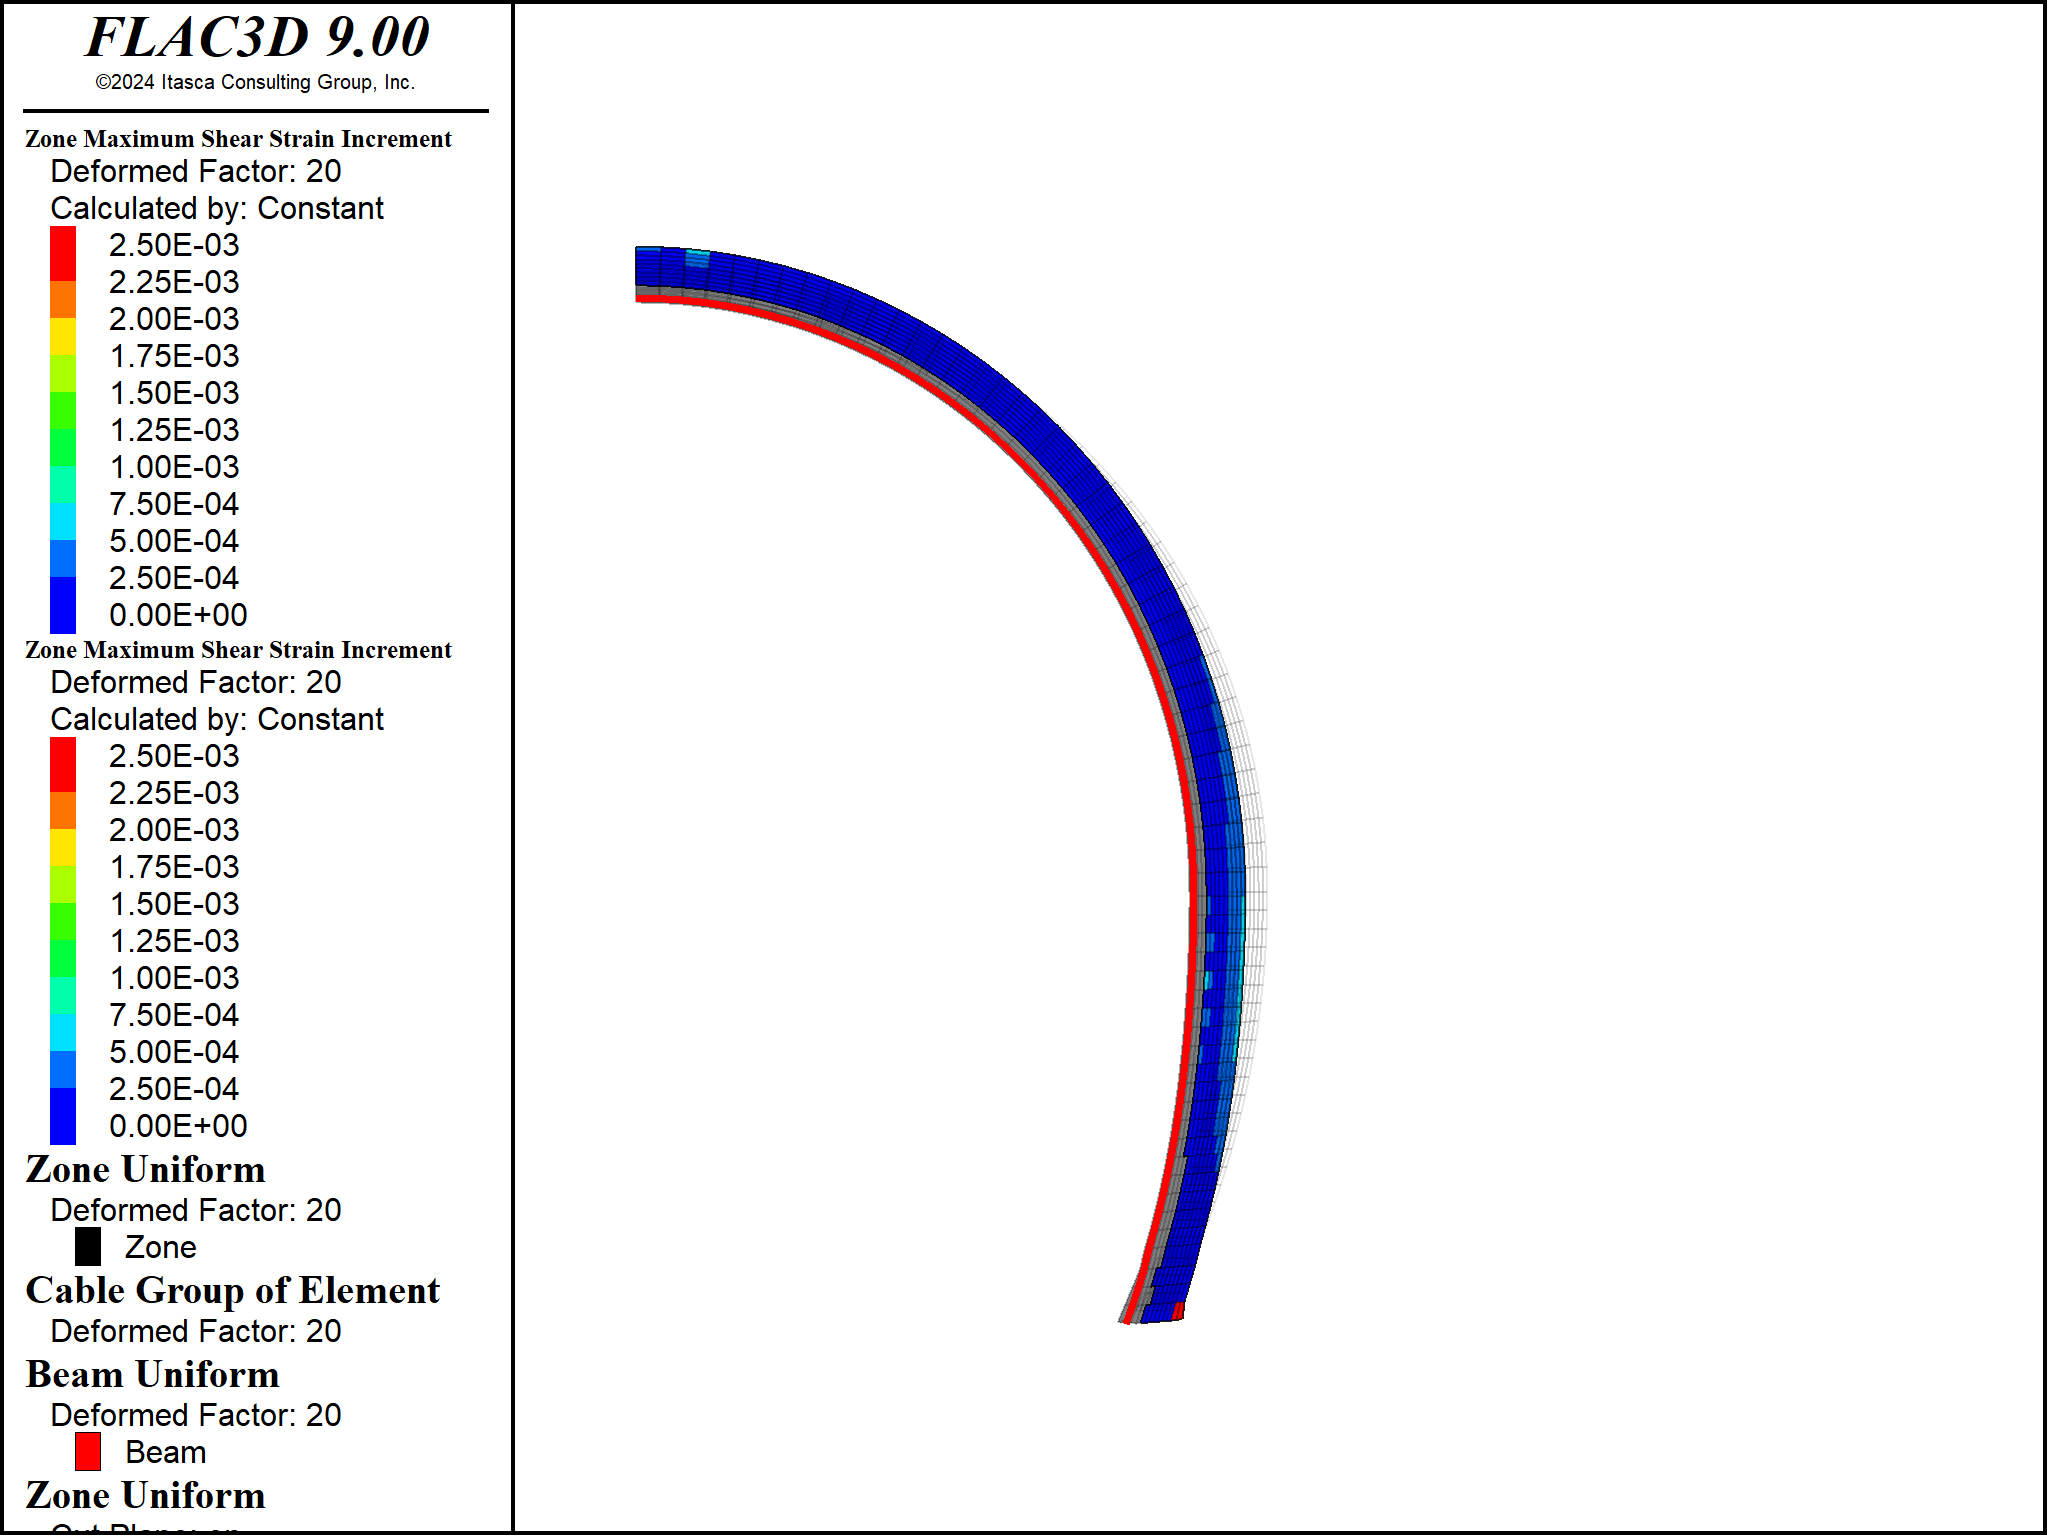 FLAC3D 9.00
©2024 Itasca Consulting Group, Inc.
Zone Maximum Shear Strain Increment
Deformed Factor: 20
Calculated by: Constant
2.50E-03
2.25E-03
2.00E-03
1.75E-03
1.50E-03
1.25E-03
1.00E-03
7.50E-04
5.00E-04
2.50E-04
0.00E+00
Zone Maximum Shear Strain Increment
Deformed Factor: 20
Calculated by: Constant
2.50E-03
2.25E-03
2.00E-03
1.75E-03
1.50E-03
1.25E-03
1.00E-03
7.50E-04
5.00E-04
2.50E-04
0.00E+00
Zone Uniform
Deformed Factor: 20
Zone
Cable Group of Element
Deformed Factor: 20
Beam Uniform
Deformed Factor: 20
Beam
Zone Uniform